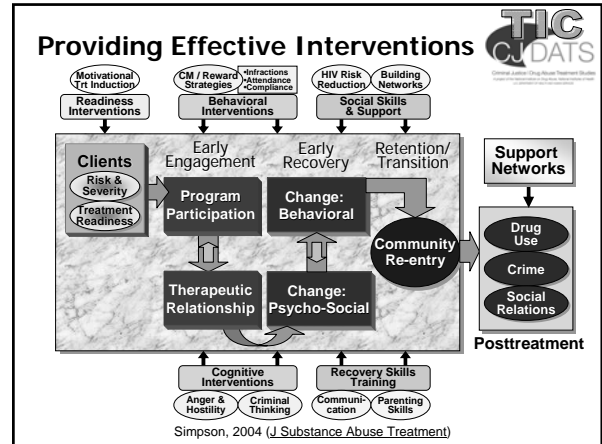 Providing Effective Interventions
TIC
CJ DATS
Criminal Justice / Drug Abuse Treatment Studies
Motivational
Trt Induction
Readiness
Interventions
CM / Reward
Strategies
•Infractions
•Attendance
•Compliance
Behavioral
Interventions
HIV Risk
Reduction
Building
Networks
Social Skills
& Support
Early
Engagement
Early
Recovery
Retention/
Transition
Clients
Risk &
Severity
Treatment
Readiness
Program
Participation
Therapeutic
Relationship
Change:
Behavioral
Change:
Psycho-Social
Community
Re-entry
Support
Networks
Drug
Use
Crime
Social
Relations
Posttreatment
Cognitive
Interventions
Anger &
Hostility
Criminal
Thinking
Recovery Skills
Training
Communi-
cation
Parenting
Skills
Simpson, 2004 (J Substance Abuse Treatment)